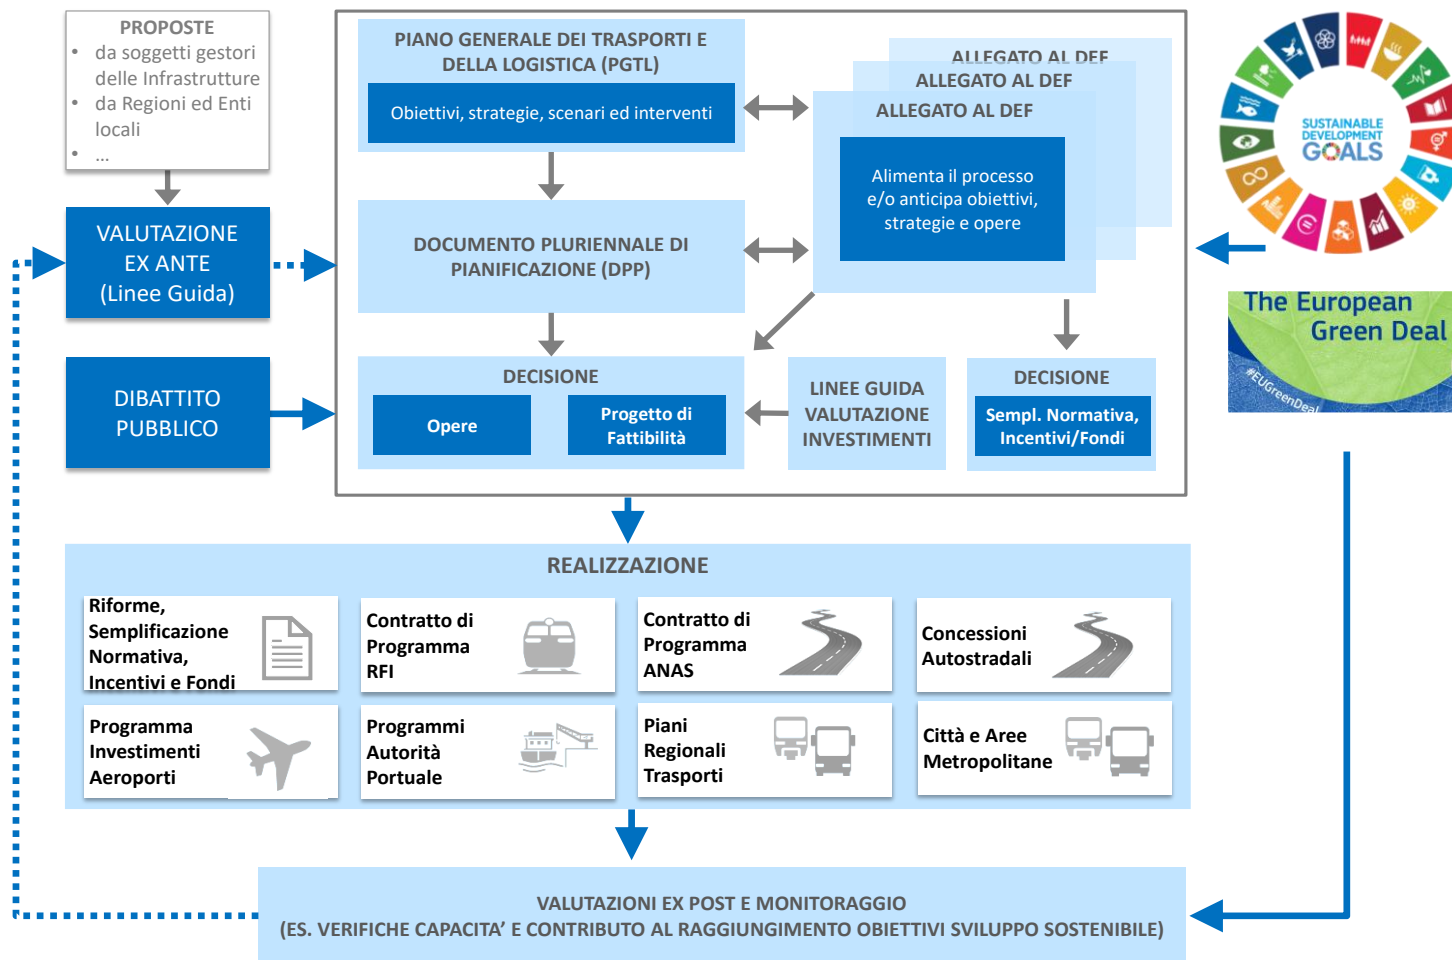 PROPOSTE
• da soggetti gestori
delle Infrastrutture
• da Regioni ed Enti
locali
• ...
VALUTAZIONE
EX ANTE
(Linee Guida)
DIBATTITO
PUBBLICO
PIANO GENERALE DEI TRASPORTI E
DELLA LOGISTICA (PGTL)
Obiettivi, strategie, scenari ed interventi
DOCUMENTO PLURIENNALE DI
PIANIFICAZIONE (DPP)
ALLEGATO AL DEF
ALLEGATO AL DEF
ALLEGATO AL DEF
Alimenta il processo
e/o anticipa obiettivi,
strategie e opere
DECISIONE
Opere
Progetto di
Fattibilità
LINEE GUIDA
VALUTAZIONE
INVESTIMENTI
DECISIONE
Sempl. Normativa,
Incentivi/Fondi
SUSTAINABLE
DEVELOPMENT
GOALS
The European
Green Deal
#EUGreenDeal
REALIZZAZIONE
Riforme,
Semplificazione
Normativa,
Incentivi e Fondi
Contratto di
Programma
RFI
Contratto di
Programma
ANAS
Concessioni
Autostradali
Programma
Investimenti
Aeroporti
Programmi
Autorità
Portuale
Piani
Regionali
Trasporti
Città e Aree
Metropolitane
VALUTAZIONI EX POST E MONITORAGGIO
(ES. VERIFICHE CAPACITA’ E CONTRIBUTO AL RAGGIUNGIMENTO OBIETTIVI SVILUPPO SOSTENIBILE)